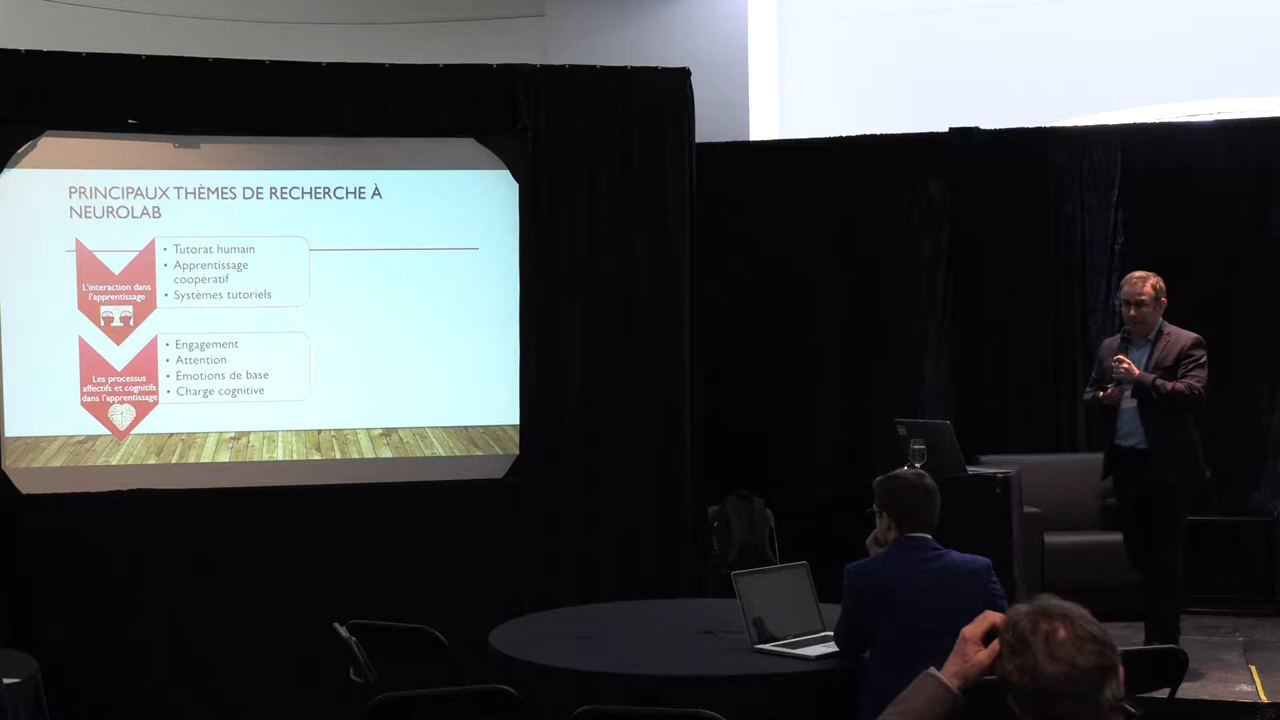 PRINCIPAUX THÈMES DE RECHERCHE À
NEUROLAB
L'interaction dans
l'apprentissage
• Tutorat humain
• Apprentissage
coopératif
• Systèmes tutoriels
Les processus
affectifs et cognitifs
dans l'apprentissage
• Engagement
• Attention
• Émotions de base
• Charge cognitive